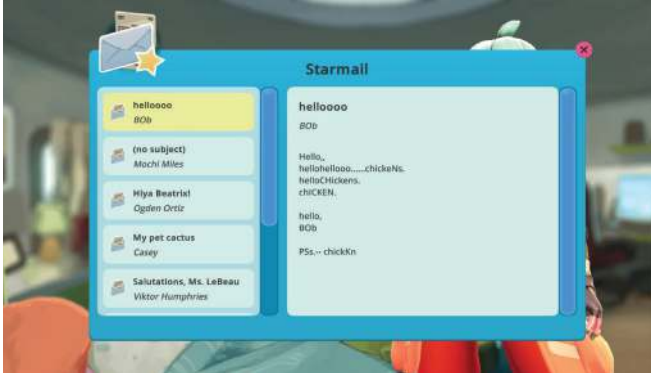 Starmail
helloooo
BOb
(no subject)
Mochi Miles
Hiya Beatrix!
Ogden Ortiz
My pet cactus
Casey
Salutations, Ms. LeBeau
Viktor Humphries
helloooo
BOb
Hello,,
hellohellooo......chickeNs.
helloCHickens.
chICKEN.
hello,
BOb
PSs.-- chickKn